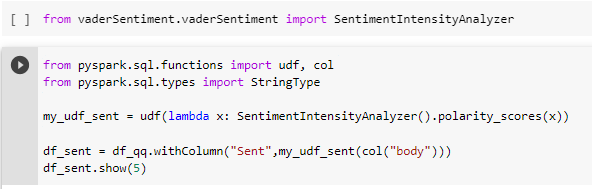 [ ] from vaderSentiment.vaderSentiment import SentimentIntensityAnalyzer
from pyspark.sql.functions import udf, col
from pyspark.sql.types import StringType
my_udf_sent = udf(lambda x: SentimentIntensityAnalyzer().polarity_scores(x))
df_sent = df_qq.withColumn("Sent",my_udf_sent(col("body")))
df_sent.show(5)